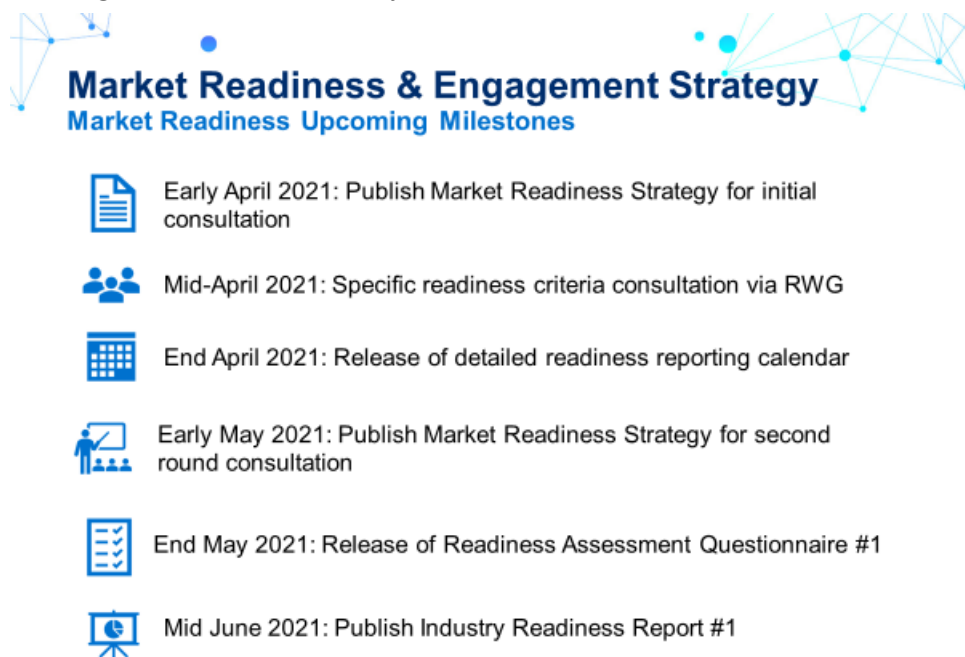 Market Readiness & Engagement Strategy
Market Readiness Upcoming Milestones
Early April 2021: Publish Market Readiness Strategy for initial
consultation
Mid-April 2021: Specific readiness criteria consultation via RWG
End April 2021: Release of detailed readiness reporting calendar
Early May 2021: Publish Market Readiness Strategy for second
round consultation
End May 2021: Release of Readiness Assessment Questionnaire #1
Mid June 2021: Publish Industry Readiness Report #1